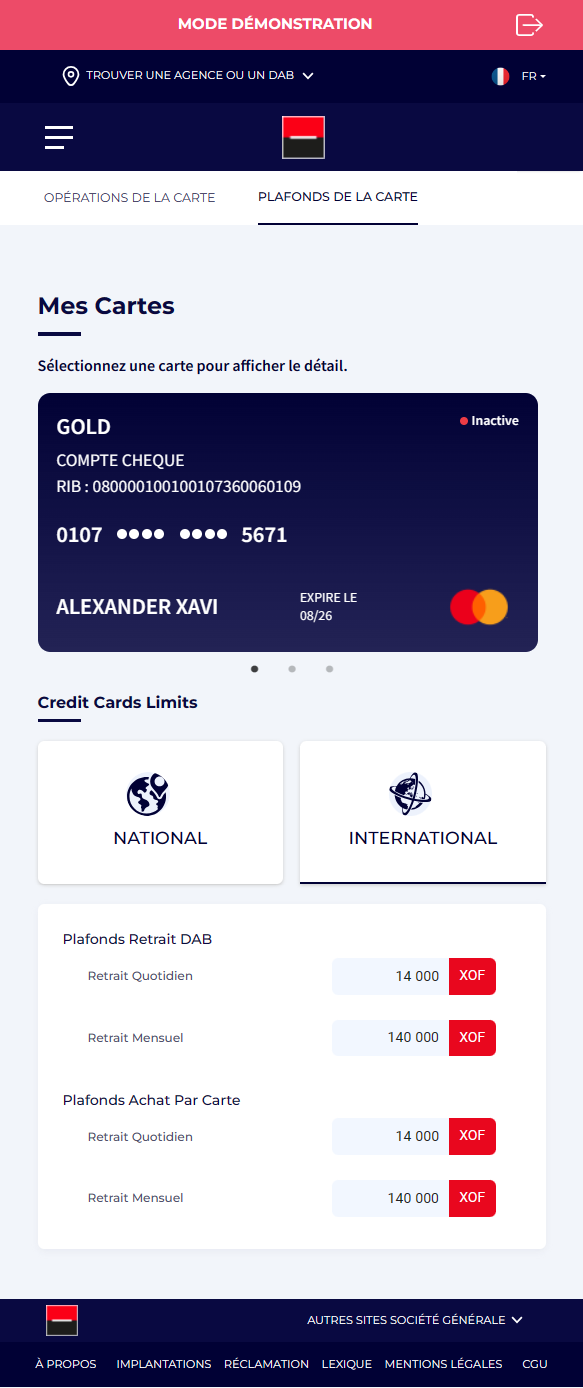 MODE DÉMONSTRATION
TROUVER UNE AGENCE OU UN DAB
FR
OPÉRATIONS DE LA CARTE
PLAFONDS DE LA CARTE
Mes Cartes
Sélectionnez une carte pour afficher le détail.
GOLD
Inactive
COMPTE CHEQUE
RIB : 080000100100107360060109
0107 •••• •••• 5671
ALEXANDER XAVI
EXPIRE LE
08/26
Credit Cards Limits
NATIONAL
INTERNATIONAL
Plafonds Retrait DAB
Retrait Quotidien 14 000 XOF
Retrait Mensuel 140 000 XOF
Plafonds Achat Par Carte
Retrait Quotidien 14 000 XOF
Retrait Mensuel 140 000 XOF
AUTRES SITES SOCIÉTÉ GÉNÉRALE
À PROPOS IMPLANTATIONS RÉCLAMATION LEXIQUE MENTIONS LÉGALES CGU